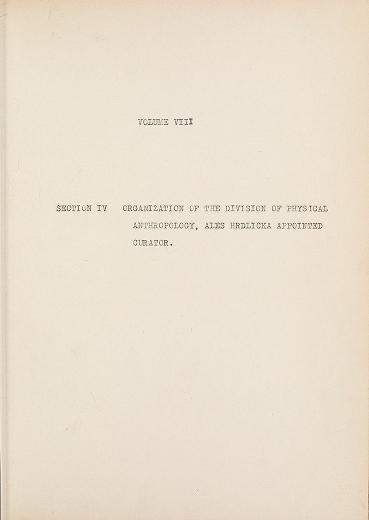 VOLUME VIII
SECTION IV ORGANIZATION OF THE DIVISION OF PHYSICAL
ANTHROPOLOGY, ALES HRDLICKA APPOINTED
CURATOR.